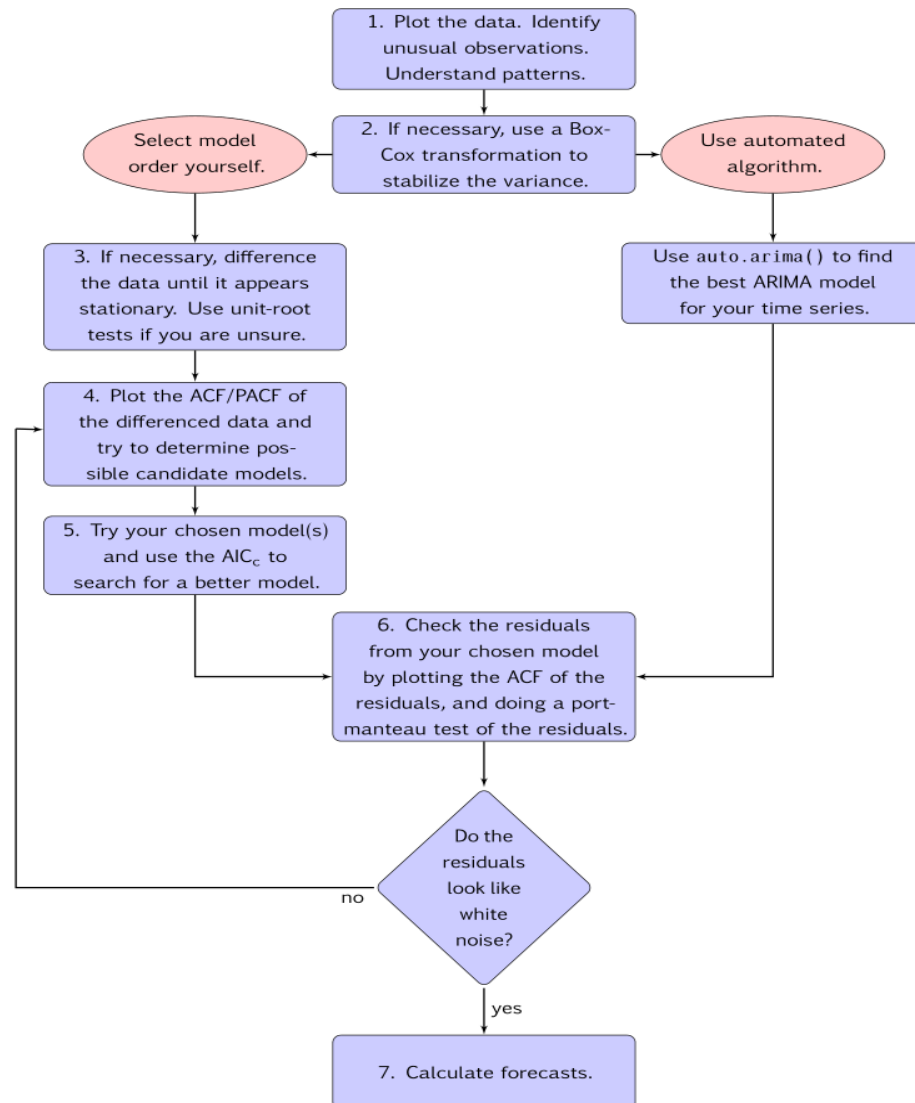 1. Plot the data. Identify
unusual observations.
Understand patterns.
Select model
order yourself.
2. If necessary, use a Box-
Cox transformation to
stabilize the variance.
Use automated
algorithm.
3. If necessary, difference
the data until it appears
stationary. Use unit-root
tests if you are unsure.
Use auto.arima() to find
the best ARIMA model
for your time series.
4. Plot the ACF/PACF of
the differenced data and
try to determine pos-
sible candidate models.
5. Try your chosen model(s)
and use the AICc to
search for a better model.
6. Check the residuals
from your chosen model
by plotting the ACF of the
residuals, and doing a port-
manteau test of the residuals.
Do the
residuals
look like
white
noise?
no
yes
7. Calculate forecasts.